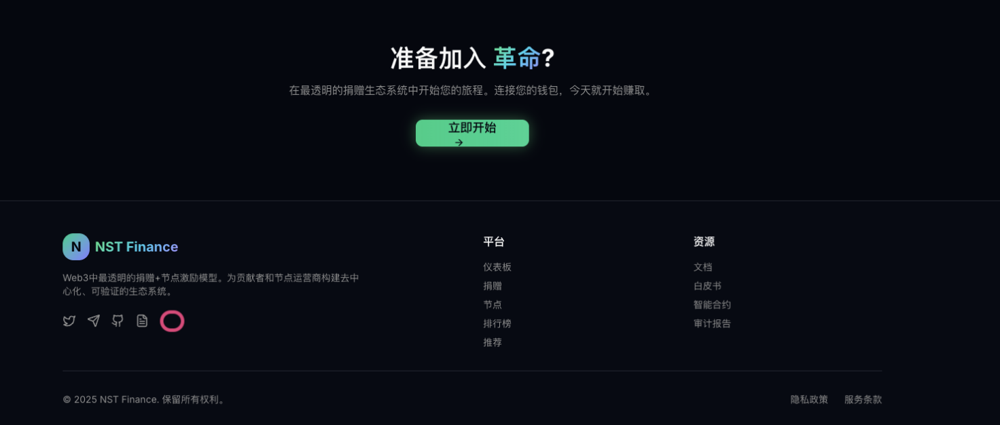 准备加入 革命?
在最透明的捐赠生态系统中开始您的旅程。连接您的钱包，今天就开始赚取。
立即开始
→
N NST Finance
Web3中最透明的捐赠+节点激励模型。为贡献者和节点运营商构建去中
心化、可验证的生态系统。
平台
仪表板
捐赠
节点
排行榜
推荐
资源
文档
白皮书
智能合约
审计报告
© 2025 NST Finance. 保留所有权利。
隐私政策
服务条款